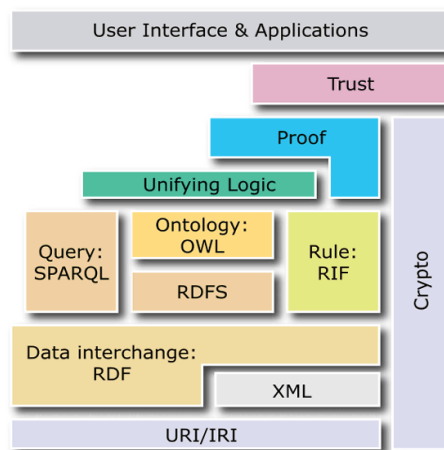 User Interface & Applications
Trust
Proof
Unifying Logic
Ontology:
OWL
Query:
SPARQL
Rule:
RIF
RDFS
Crypto
Data interchange:
RDF
XML
URI/IRI